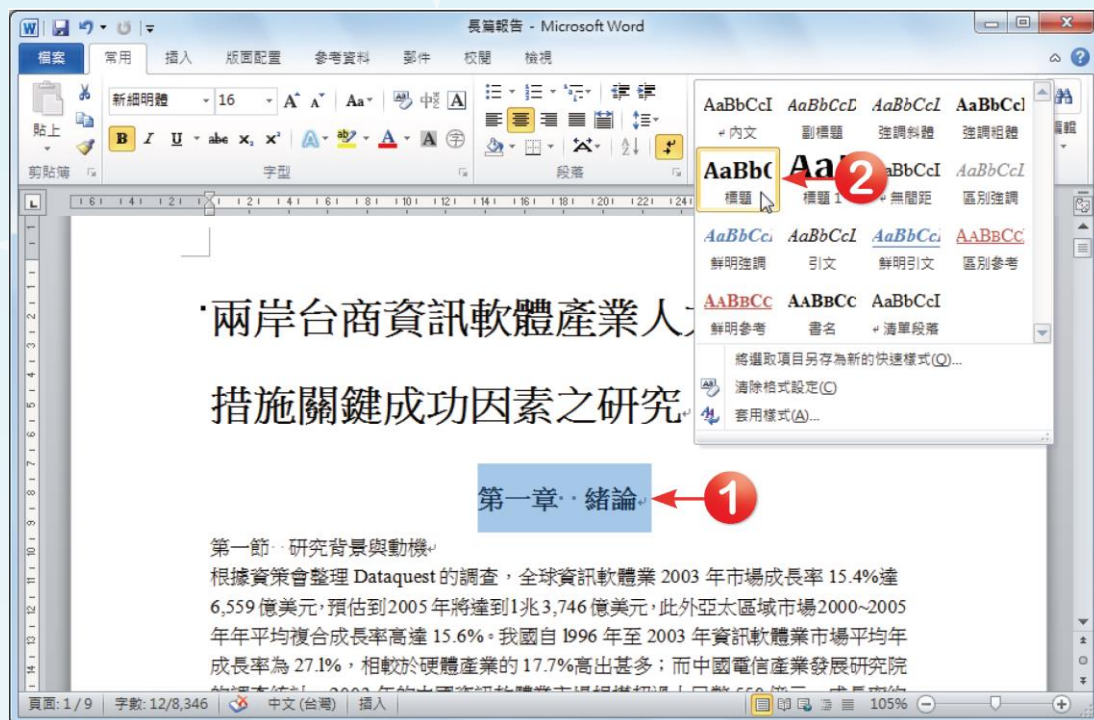 長篇報告 - Microsoft Word
檔案 常用 插入 版面配置 參考資料 郵件 校閱 檢視
新細明體 16
貼上
剪貼簿 字型 段落
AaBbCcI AaBbCcD AaBbCcL AaBbCcl
內文 副標題 強調斜體 強調粗體
AaBb( AaBbCcI AaBbCcL
標題 標題 1 無間距 區別強調
2
AaBbCcl AaBbCcI AaBbCcl AABBCC
鮮明強調 引文 鮮明引文 區別參考
AABBCC AABBCC AaBbCcI
鮮明參考 書名 清單段落
將選取項目另存為新的快速樣式(Q)...
清除格式設定(C)
套用樣式(A)...
兩岸台商資訊軟體產業人
措施關鍵成功因素之研究
第一章 緒論
1
第一節 研究背景與動機
根據資策會整理 Dataquest 的調查,全球資訊軟體業 2003 年市場成長率 15.4%達
6,559 億美元,預估到2005年將達到1兆3,746億美元,此外亞太區域市場2000~2005
年年平均複合成長率高達 15.6%。我國自 1996 年至 2003 年資訊軟體業市場平均年
成長率為 27.1%,相較於硬體產業的 17.7%高出甚多;而中國電信產業發展研究院
頁面: 1 / 9 字數: 12/8,346 中文 (台灣) 插入 105%